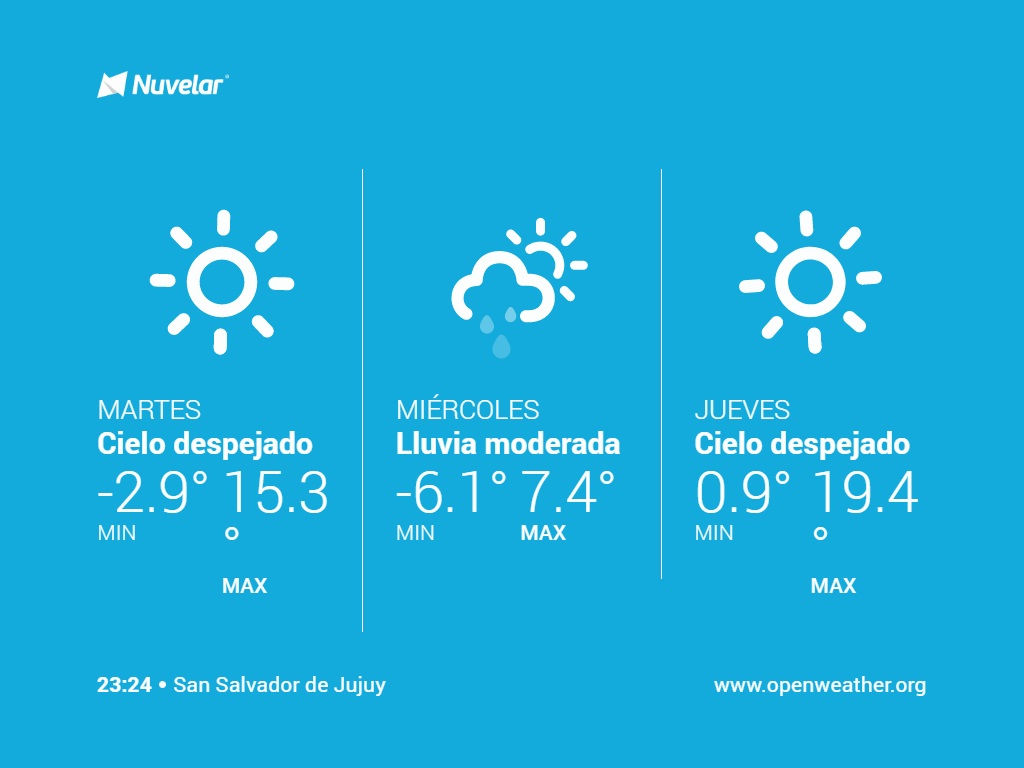 Nuvelar
MARTES
Cielo despejado
-2.9° 15.3
MIN °
MAX
MIÉRCOLES
Lluvia moderada
-6.1° 7.4°
MIN MAX
JUEVES
Cielo despejado
0.9° 19.4
MIN °
MAX
23:24 • San Salvador de Jujuy
www.openweather.org